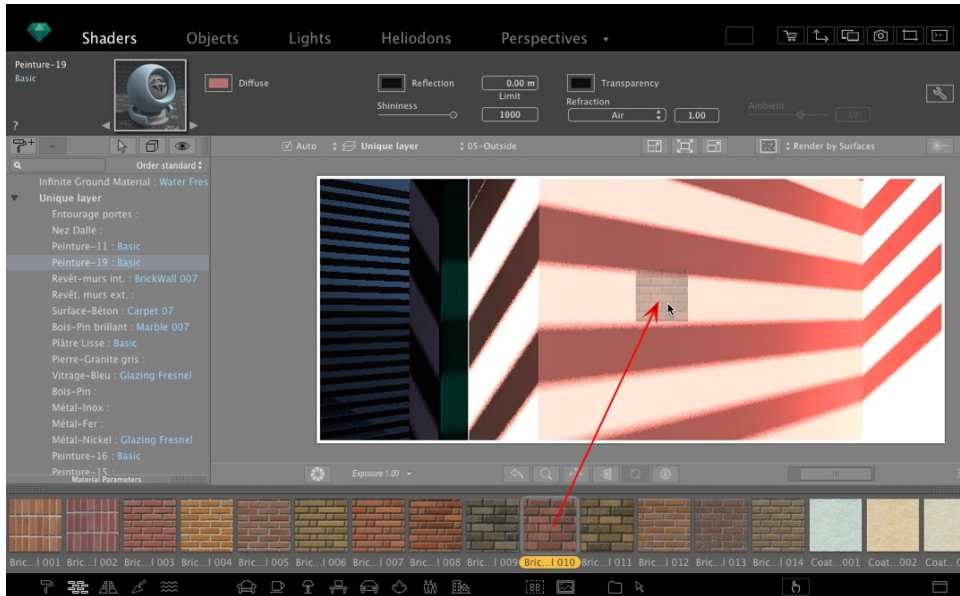 Shaders Objects Lights Heliodons Perspectives
Peinture-19
Basic
?
Diffuse
Reflection
Shininess
0.00 m
Limit
1000
Transparency
Refraction
Air
1.00
Ambient
10
Order standard
Auto
Unique layer
05-Outside
Render by Surfaces
Infinite Ground Material : Water Fres
Unique layer
Entourage portes :
Nez Dalle :
Peinture-11 : Basic
Peinture-19 : Basic
Revêt-murs int. : BrickWall 007
Revêt. murs ext. :
Surface-Béton : Carpet 07
Bois-Pin brillant : Marble 007
Plâtre Lisse : Basic
Pierre-Granite gris :
Vitrage-Bleu : Glazing Fresnel
Bois-Pin :
Métal-Inox :
Métal-Fer :
Métal-Nickel : Glazing Fresnel
Peinture-16 : Basic
Peinture-15 :
Material Parameters
Exposure 1.00
Bric...l 001 Bric...l 002 Bric...l 003 Bric...l 004 Bric...l 005 Bric...l 006 Bric...l 007 Bric...l 008 Bric...l 009 Bric...l 010 Bric...l 011 Bric...l 012 Bric...l 013 Bric...l 014 Coat...001 Coat...002 Coat...0